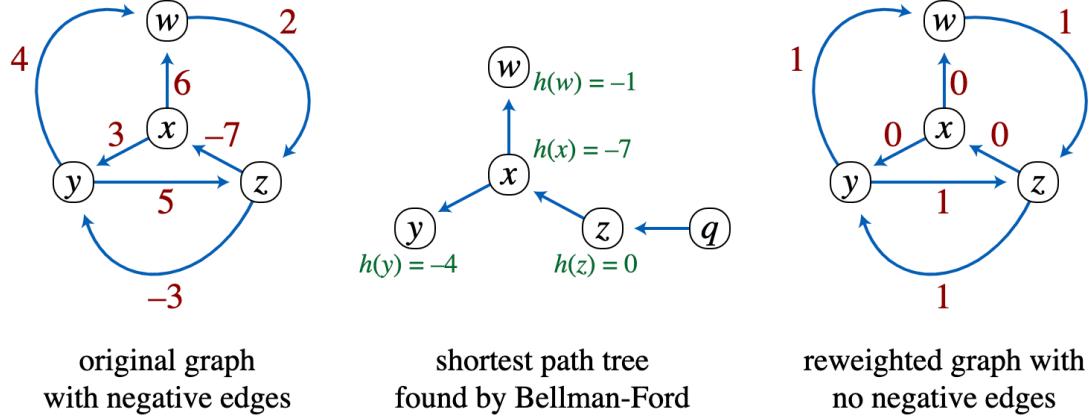 w
4
2
6
x
3
–7
y
z
5
–3
original graph
with negative edges
w
h(w) = –1
h(x) = –7
x
y
z
q
h(y) = –4
h(z) = 0
shortest path tree
found by Bellman-Ford
w
1
1
0
x
0
0
y
z
1
1
reweighted graph with
no negative edges